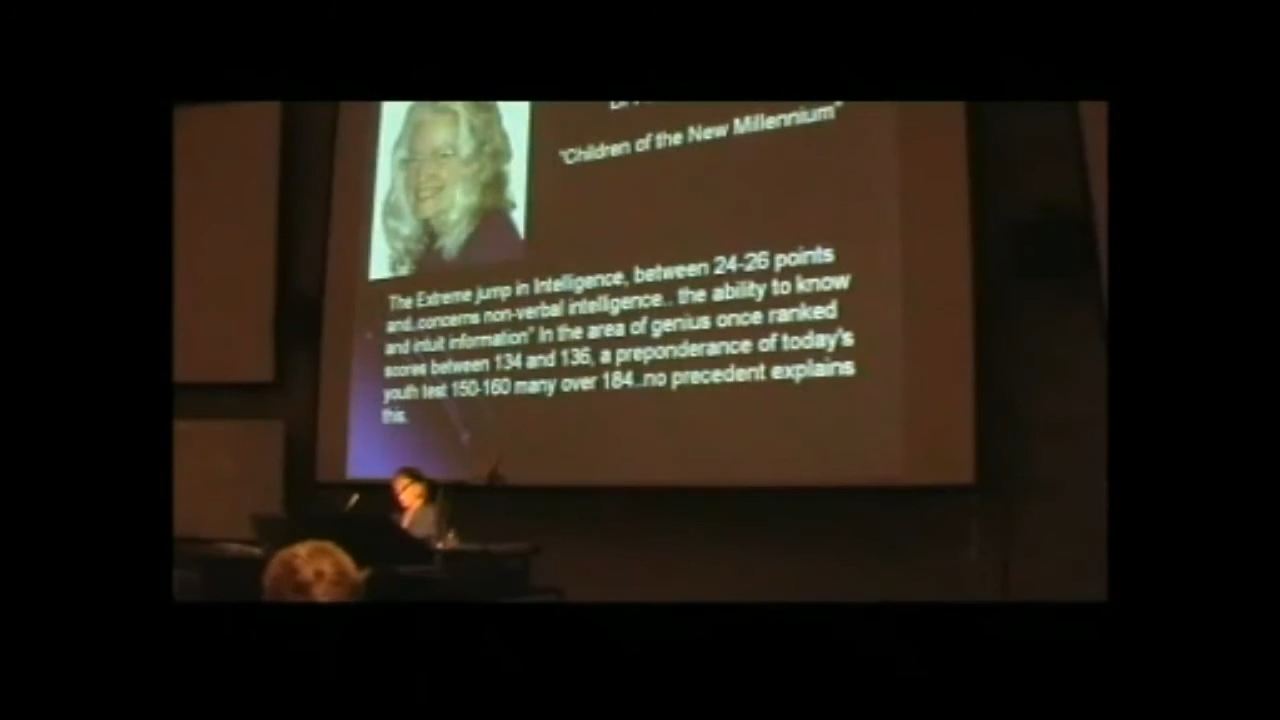 "Children of the New Millennium"
The Extreme jump in Intelligence, between 24-26 points
and..concerns non-verbal intelligence.. the ability to know
and intuit information" In the area of genius once ranked
scores between 134 and 136, a preponderance of today's
youth test 150-160 many over 184..no precedent explains
this.